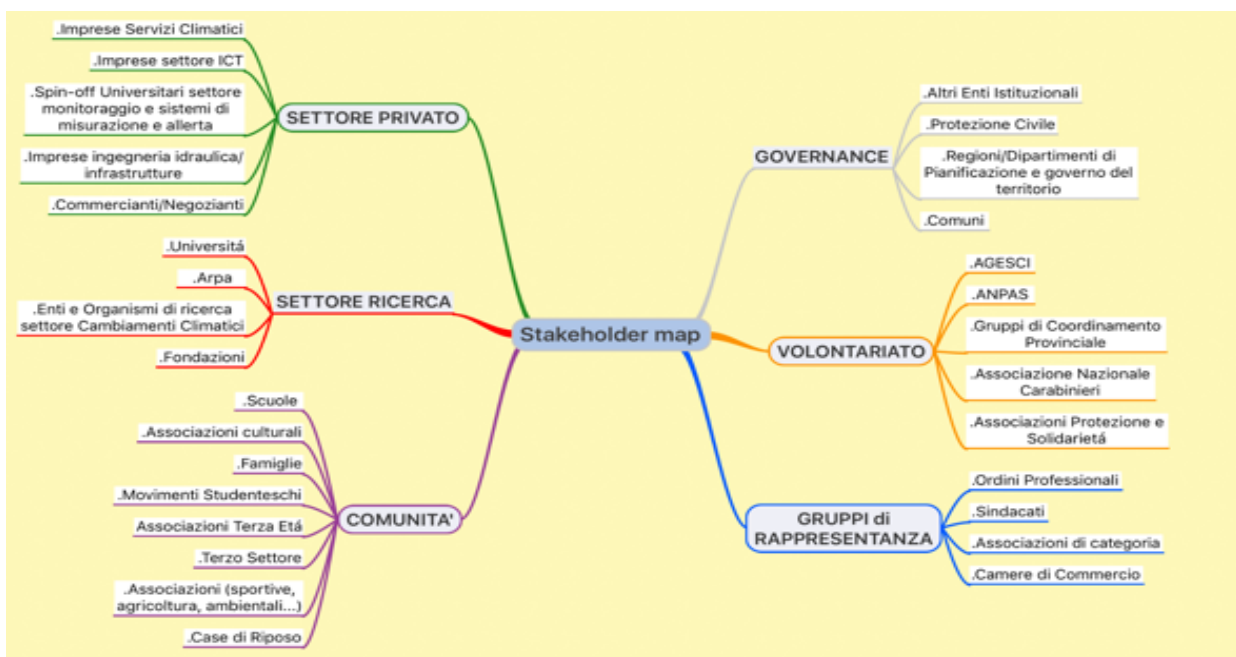 .Imprese Servizi Climatici
.Imprese settore ICT
.Spin-off Universitari settore
monitoraggio e sistemi di
misurazione e allerta
.Imprese ingegneria idraulica/
infrastrutture
.Commercianti/Negozianti
SETTORE PRIVATO
.Universitá
.Arpa
.Enti e Organismi di ricerca
settore Cambiamenti Climatici
.Fondazioni
SETTORE RICERCA
.Scuole
.Associazioni culturali
.Famiglie
.Movimenti Studenteschi
Associazioni Terza Etá
.Terzo Settore
.Associazioni (sportive,
agricoltura, ambientali...)
.Case di Riposo
COMUNITA'
Stakeholder map
GOVERNANCE
.Altri Enti Istituzionali
.Protezione Civile
.Regioni/Dipartimenti di
Pianificazione e governo del
territorio
.Comuni
VOLONTARIATO
.AGESCI
.ANPAS
.Gruppi di Coordinamento
Provinciale
.Associazione Nazionale
Carabinieri
.Associazioni Protezione e
Solidarietá
GRUPPI di
RAPPRESENTANZA
.Ordini Professionali
.Sindacati
.Associazioni di categoria
.Camere di Commercio